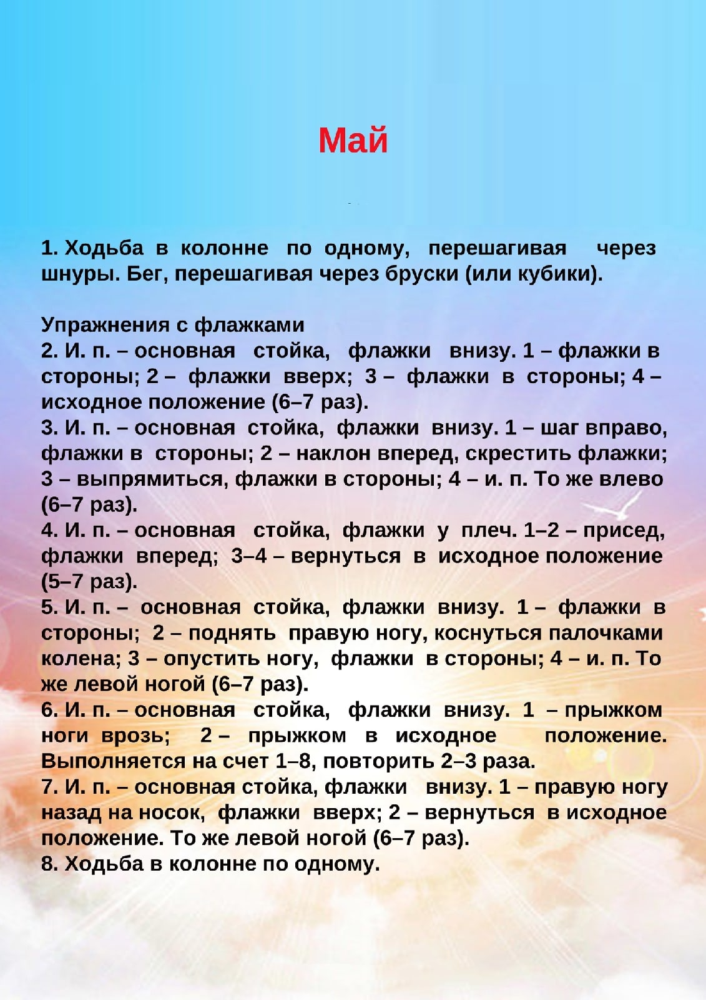 Май
1. Ходьба в колонне по одному, перешагивая через
шнуры. Бег, перешагивая через бруски (или кубики).
Упражнения с флажками
2. И. п. – основная стойка, флажки внизу. 1 – флажки в
стороны; 2 – флажки вверх; 3 – флажки в стороны; 4 –
исходное положение (6–7 раз).
3. И. п. – основная стойка, флажки внизу. 1 – шаг вправо,
флажки в стороны; 2 – наклон вперед, скрестить флажки;
3 – выпрямиться, флажки в стороны; 4 – и. п. То же влево
(6–7 раз).
4. И. п. – основная стойка, флажки у плеч. 1–2 – присед,
флажки вперед; 3–4 – вернуться в исходное положение
(5–7 раз).
5. И. п. – основная стойка, флажки внизу. 1 – флажки в
стороны; 2 – поднять правую ногу, коснуться палочками
колена; 3 – опустить ногу, флажки в стороны; 4 – и. п. То
же левой ногой (6–7 раз).
6. И. п. – основная стойка, флажки внизу. 1 – прыжком
ноги врозь; 2 – прыжком в исходное положение.
Выполняется на счет 1–8, повторить 2–3 раза.
7. И. п. – основная стойка, флажки внизу. 1 – правую ногу
назад на носок, флажки вверх; 2 – вернуться в исходное
положение. То же левой ногой (6–7 раз).
8. Ходьба в колонне по одному.